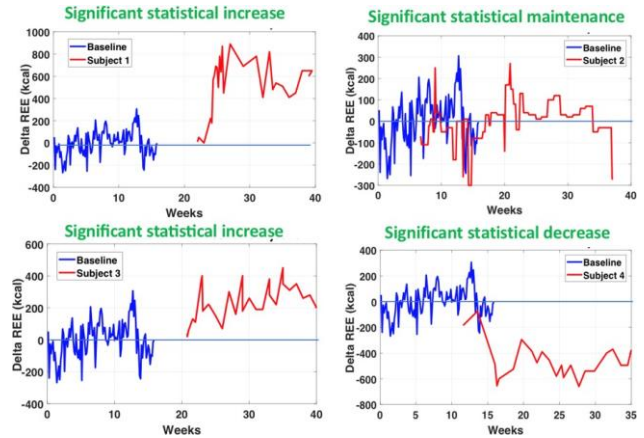 Significant statistical increase
Delta REE (kcal)
1000
800
600
400
200
0
-200
-400
Baseline
Subject 1
0 10 20 30 40
Weeks
Significant statistical maintenance
Delta REE (kcal)
400
300
200
100
0
-100
-200
-300
Baseline
Subject 2
0 10 20 30 40
Weeks
Significant statistical increase
Delta REE (kcal)
600
400
200
0
-200
-400
Baseline
Subject 3
0 10 20 30 40
Weeks
Significant statistical decrease
Delta REE (kcal)
400
200
0
-200
-400
-600
-800
Baseline
Subject 4
0 5 10 15 20 25 30 35
Weeks